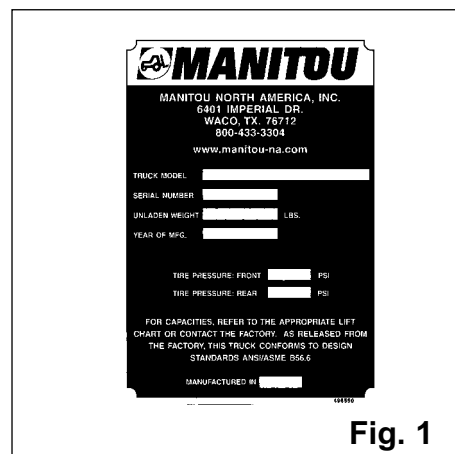 MANITOU
MANITOU NORTH AMERICA, INC.
6401 IMPERIAL DR.
WACO, TX. 76712
800-433-3304
www.manitou-na.com
TRUCK MODEL
SERIAL NUMBER
UNLADEN WEIGHT LBS.
YEAR OF MFG.
TIRE PRESSURE: FRONT PSI
TIRE PRESSURE: REAR PSI
FOR CAPACITIES, REFER TO THE APPROPRIATE LIFT
CHART OR CONTACT THE FACTORY. AS RELEASED FROM
THE FACTORY, THIS TRUCK CONFORMS TO DESIGN
STANDARDS ANSI/ASME B56.6
MANUFACTURED IN
Fig. 1